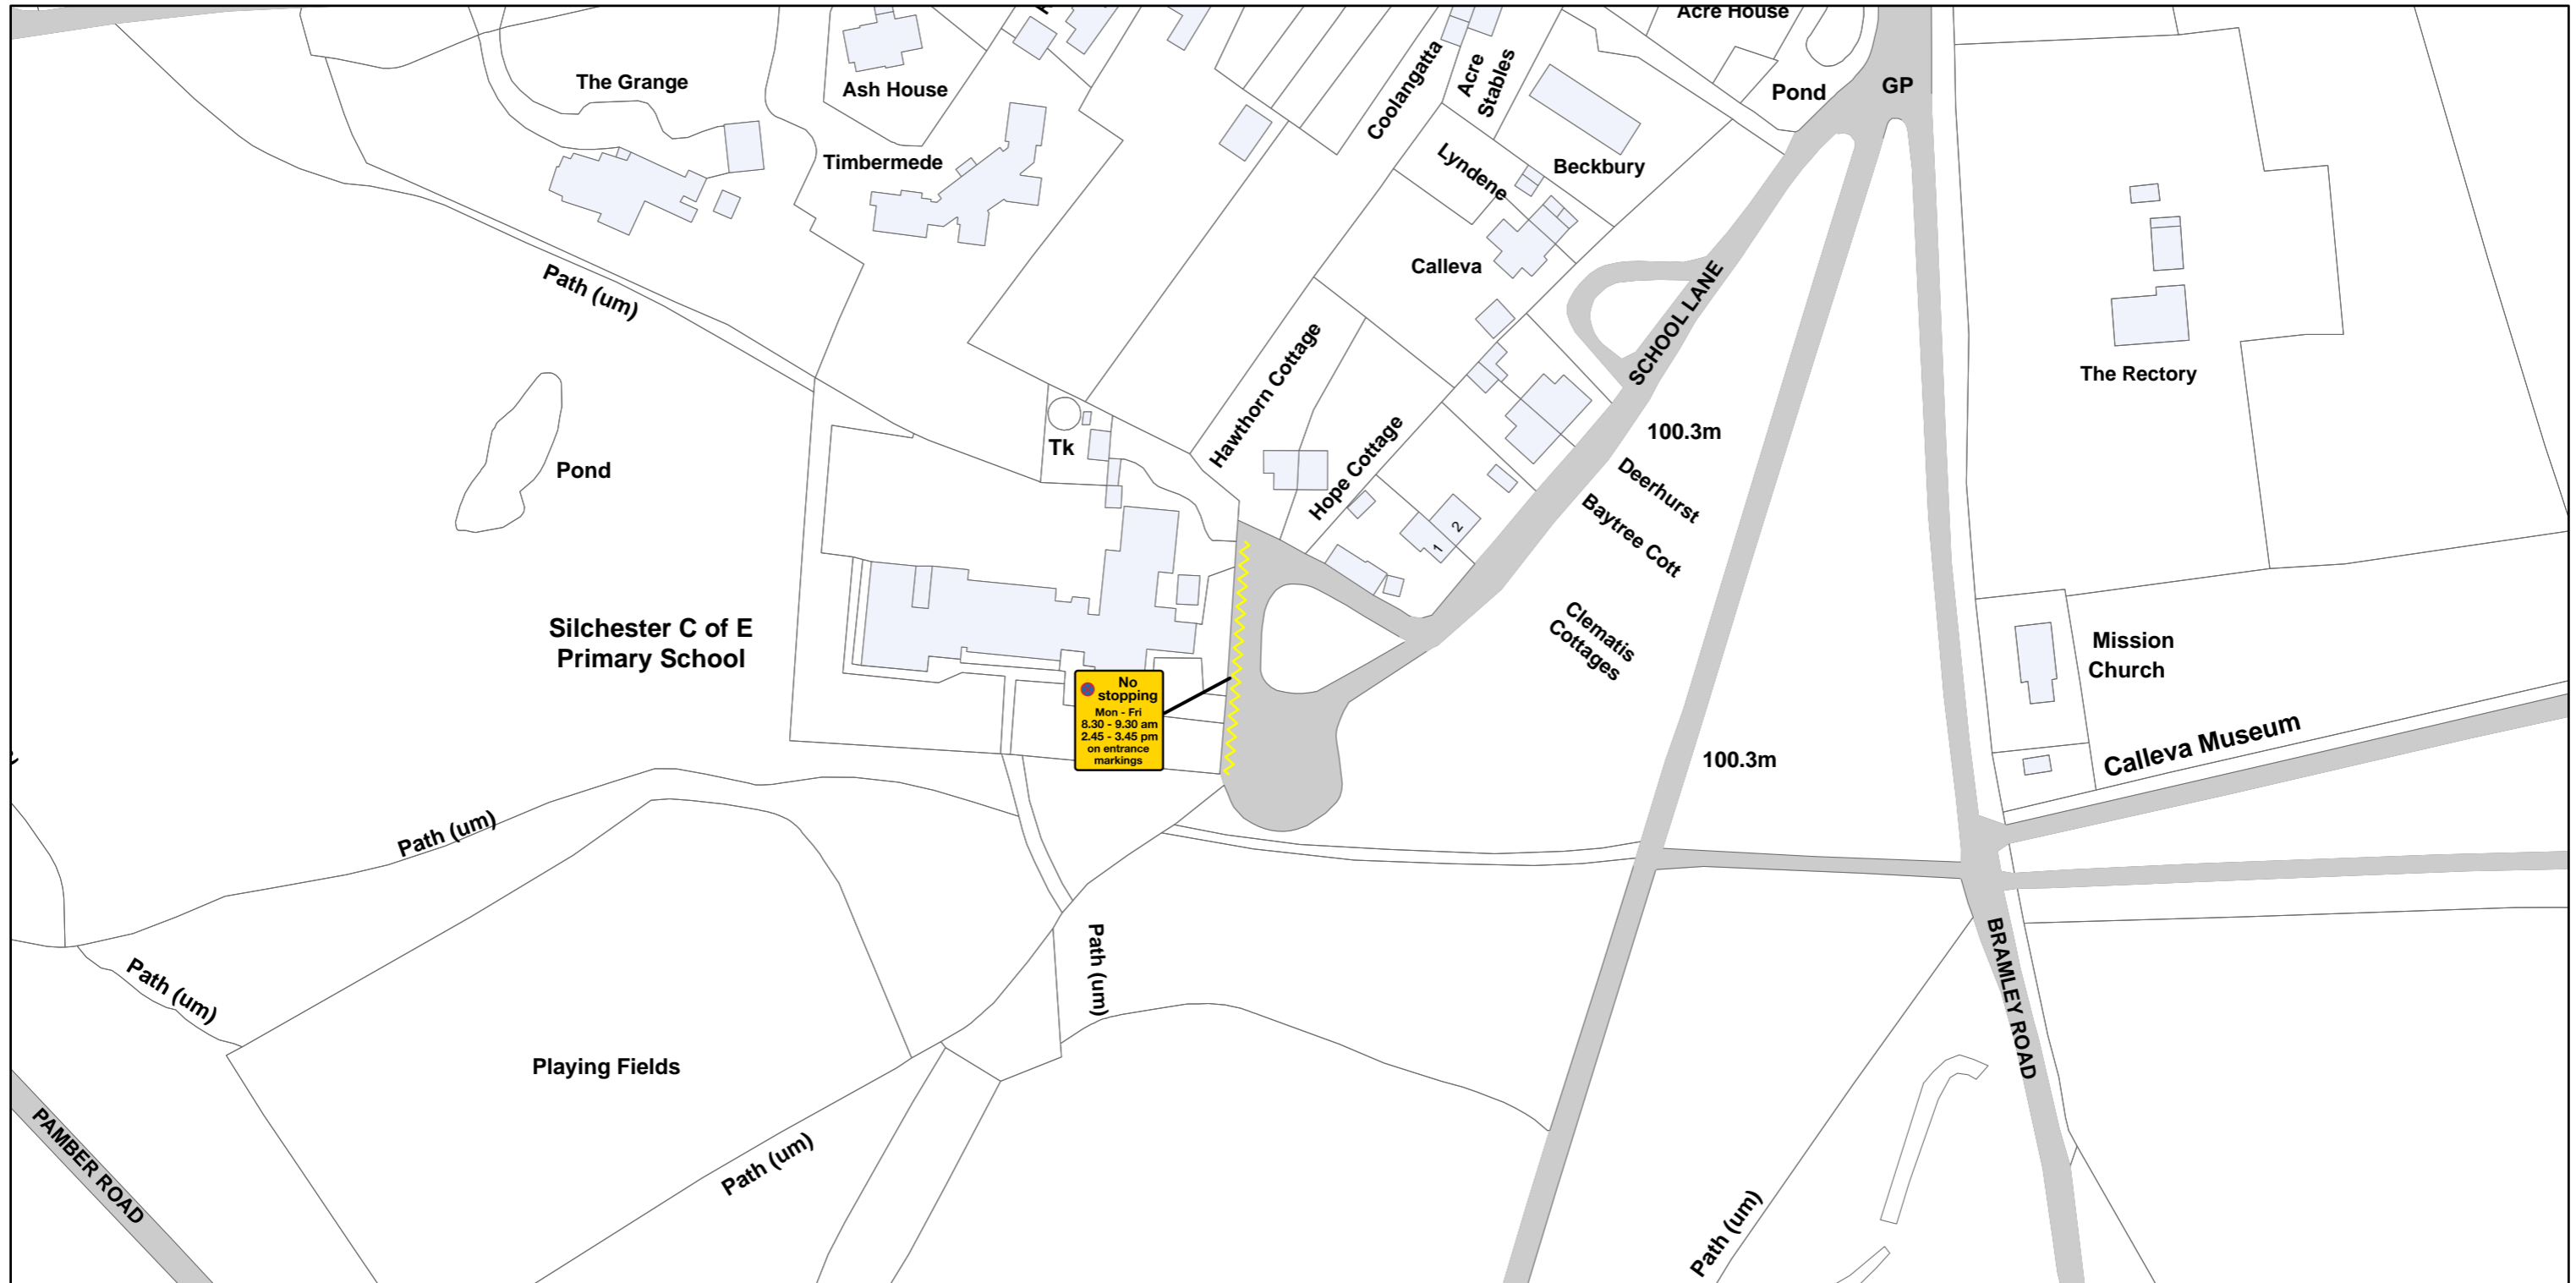 Acre House
The Grange
Ash House
Coolangatta
Acre
Stables
Pond
GP
Timbermede
Lyndene
Beckbury
Calleva
Path (um)
SCHOOL LANE
Hawthorn Cottage
The Rectory
100.3m
Tk
Hope Cottage
Pond
Deerhurst
Baytree Cott
2
1
Silchester C of E
Primary School
Clematis
Cottages
Mission
Church
No
stopping
Mon - Fri
8.30 - 9.30 am
2.45 - 3.45 pm
on entrance
markings
Calleva Museum
100.3m
Path (um)
Path (um)
Path (um)
BRAMLEY ROAD
Playing Fields
PAMBER ROAD
Path (um)
Path (um)